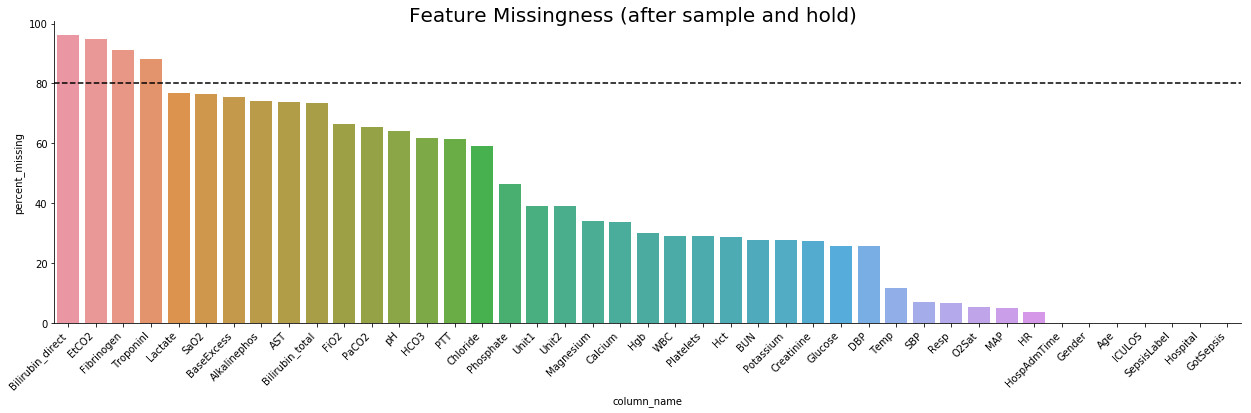 Feature Missingness (after sample and hold)
100
80
60
40
20
0
percent_missing
Bilirubin_direct
EtCO2
Fibrinogen
TroponinI
Lactate
SaO2
BaseExcess
Alkalinephos
AST
Bilirubin_total
FiO2
PaCO2
pH
HCO3
PTT
Chloride
Phosphate
Unit1
Unit2
Magnesium
Calcium
Hgb
WBC
Platelets
Hct
BUN
Potassium
Creatinine
Glucose
DBP
Temp
SBP
Resp
O2Sat
MAP
HR
HospAdmTime
Gender
Age
ICULOS
SepsisLabel
Hospital
GotSepsis
column_name